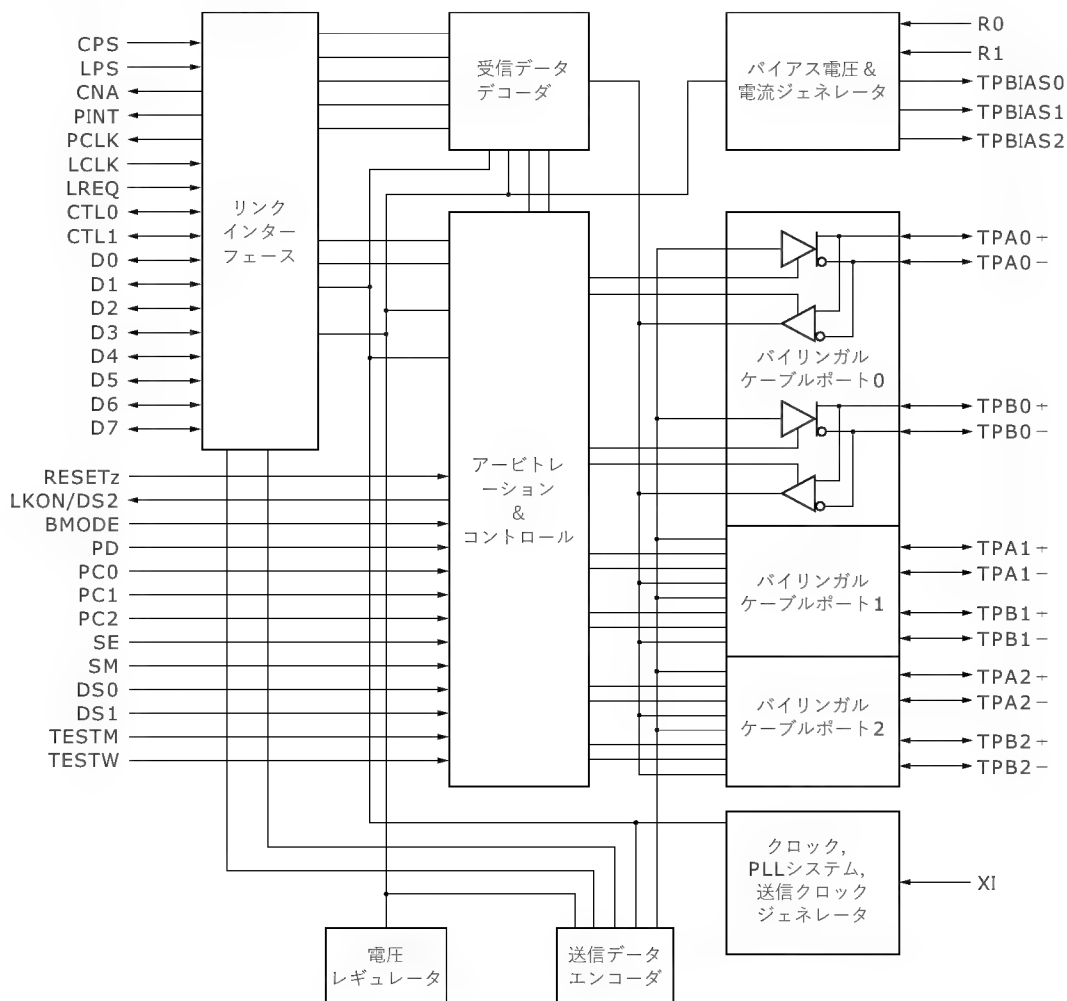 CPS
LPS
CNA
PINT
PCLK
LCLK
LREQ
CTL0
CTL1
D0
D1
D2
D3
D4
D5
D6
D7
RESETz
LKON/DS2
BMODE
PD
PC0
PC1
PC2
SE
SM
DS0
DS1
TESTM
TESTW
リンク
インター
フェース
受信データ
デコーダ
アービトレ
ーション
&
コントロール
電圧
レギュレータ
送信データ
エンコーダ
バイアス電圧&
電流ジェネレータ
バイリンガル
ケーブルポート0
バイリンガル
ケーブルポート1
バイリンガル
ケーブルポート2
クロック,
PLLシステム,
送信クロック
ジェネレータ
R0
R1
TPBIAS0
TPBIAS1
TPBIAS2
TPA0+
TPA0−
TPB0+
TPB0−
TPA1+
TPA1−
TPB1+
TPB1−
TPA2+
TPA2−
TPB2+
TPB2−
XI